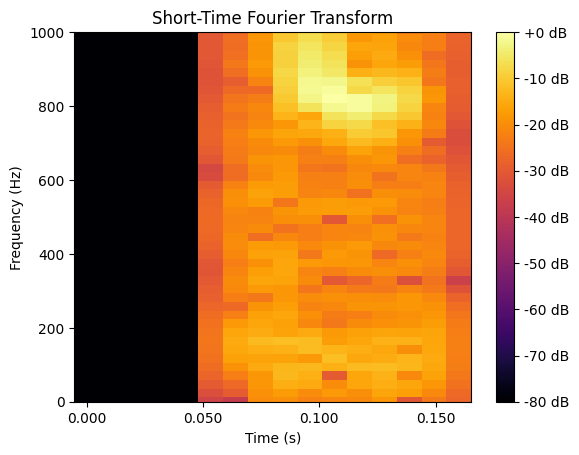 Short-Time Fourier Transform
1000
800
600
400
200
0
Frequency (Hz)
0.000
0.050
0.100
0.150
Time (s)
+0 dB
-10 dB
-20 dB
-30 dB
-40 dB
-50 dB
-60 dB
-70 dB
-80 dB